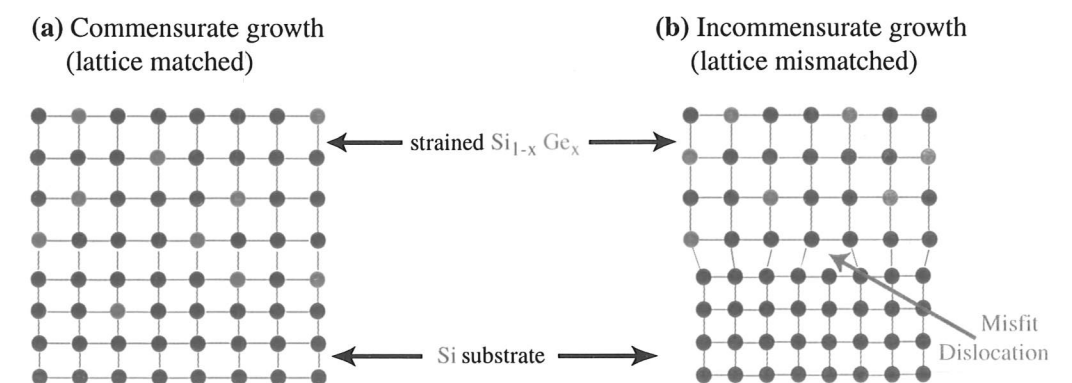 (a) Commensurate growth
(lattice matched)
(b) Incommensurate growth
(lattice mismatched)
strained Si1-x Gex
Misfit
Dislocation
Si substrate